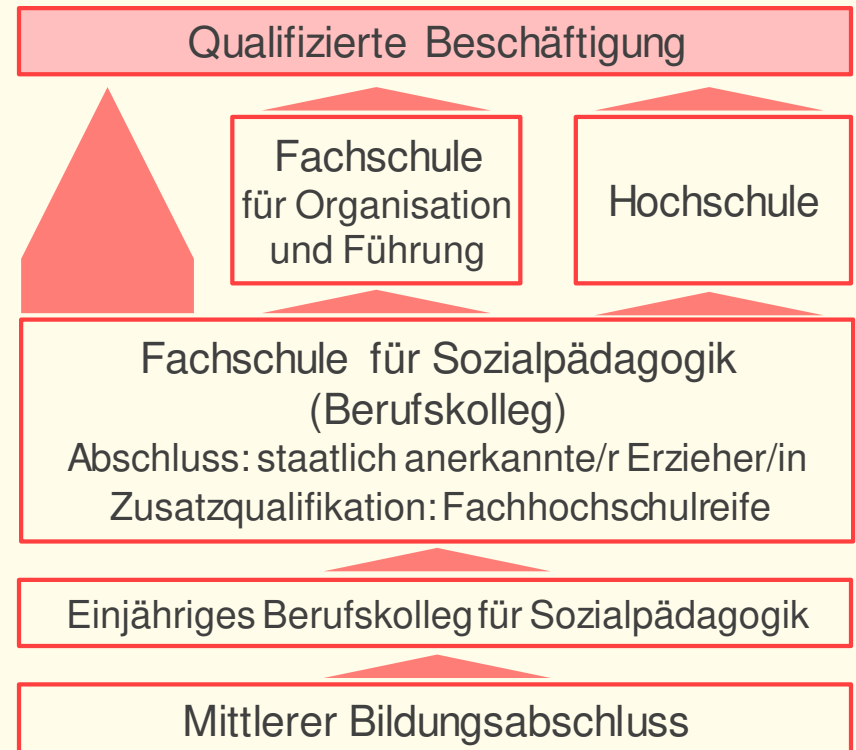 Qualifizierte Beschäftigung
Fachschule
für Organisation
und Führung
Hochschule
Fachschule für Sozialpädagogik
(Berufskolleg)
Abschluss: staatlich anerkannte/r Erzieher/in
Zusatzqualifikation: Fachhochschulreife
Einjähriges Berufskolleg für Sozialpädagogik
Mittlerer Bildungsabschluss